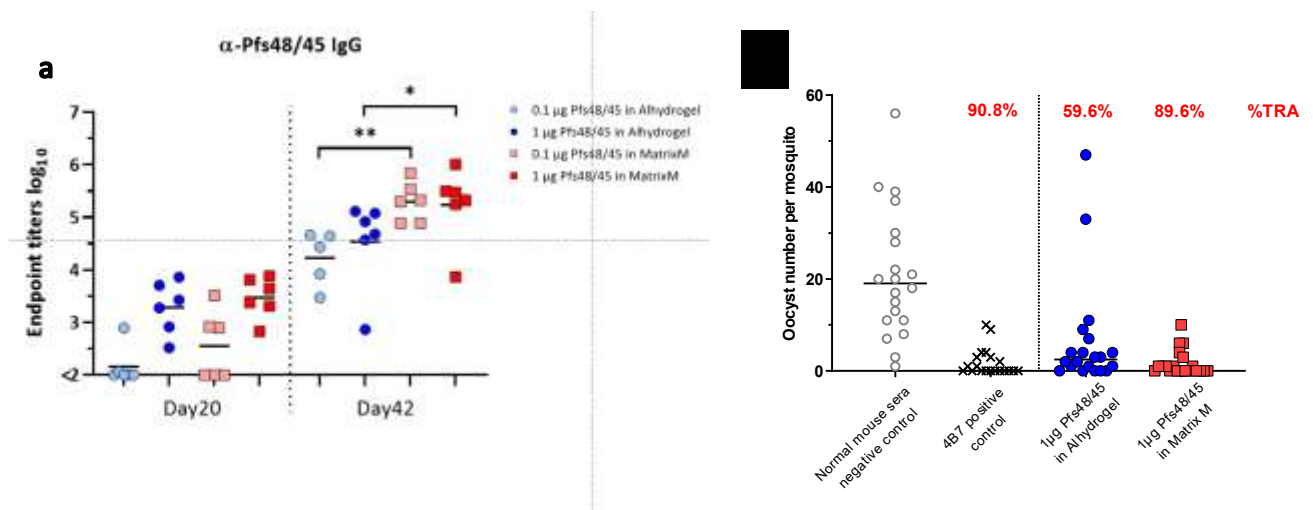 α-Pfs48/45 IgG
a
Endpoint titers log10
7
6
5
4
3
<2
Day20
Day42
**
*
0.1 µg Pfs48/45 in Alhydrogel
1 µg Pfs48/45 in Alhydrogel
0.1 µg Pfs48/45 in MatrixM
1 µg Pfs48/45 in MatrixM
Oocyst number per mosquito
60
40
20
0
90.8%
59.6%
89.6%
%TRA
Normal mouse sera
negative control
4B7 positive
control
1µg Pfs48/45
in Alhydrogel
1µg Pfs48/45
in Matrix M